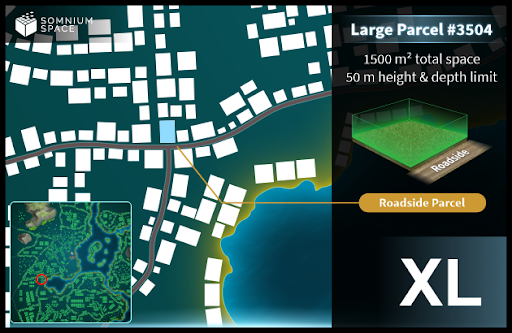 SOMNIUM
SPACE
Large Parcel #3504
1500 m² total space
50 m height & depth limit
Roadside
Roadside Parcel
XL